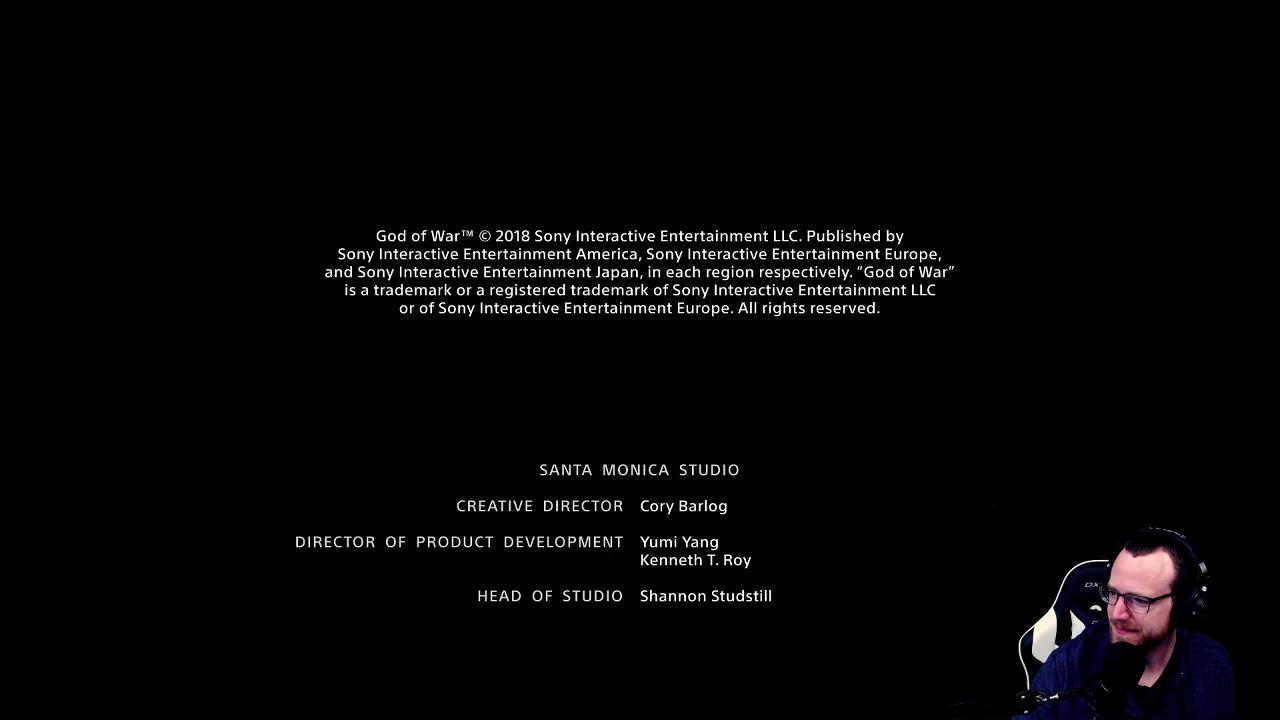 God of War™ © 2018 Sony Interactive Entertainment LLC. Published by
Sony Interactive Entertainment America, Sony Interactive Entertainment Europe,
and Sony Interactive Entertainment Japan, in each region respectively. “God of War”
is a trademark or a registered trademark of Sony Interactive Entertainment LLC
or of Sony Interactive Entertainment Europe. All rights reserved.
SANTA MONICA STUDIO
CREATIVE DIRECTOR Cory Barlog
DIRECTOR OF PRODUCT DEVELOPMENT Yumi Yang
Kenneth T. Roy
HEAD OF STUDIO Shannon Studstill